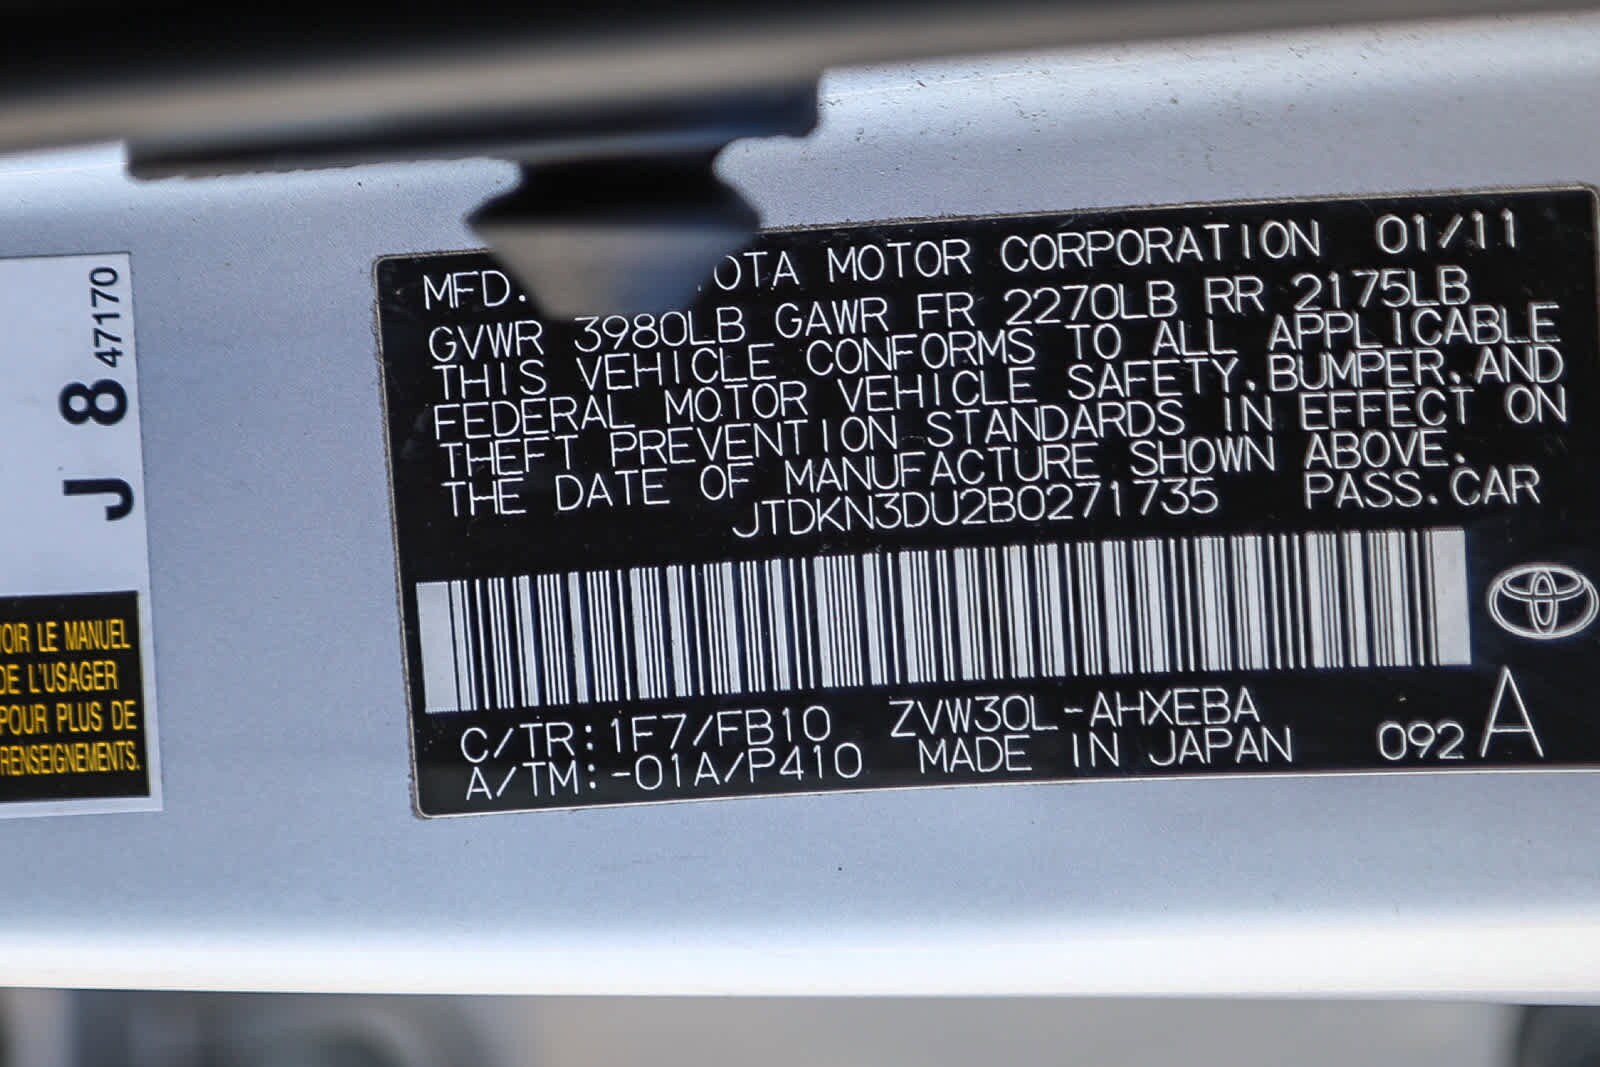 MFD. OTA MOTOR CORPORATION 01/11
GVWR 3980LB GAWR FR 2270LB RR 2175LB
THIS VEHICLE CONFORMS TO ALL APPLICABLE
FEDERAL MOTOR VEHICLE SAFETY, BUMPER, AND
THEFT PREVENTION STANDARDS IN EFFECT ON
THE DATE OF MANUFACTURE SHOWN ABOVE.
JTDKN3DU2B0271735 PASS. CAR
C/TR: 1F7/FB10 ZVW30L-AHXEBA
A/TM: -01A/P410 MADE IN JAPAN 092 A
J 8 47170
OIR LE MANUEL
DE L'USAGER
POUR PLUS DE
RENSEIGNEMENTS.